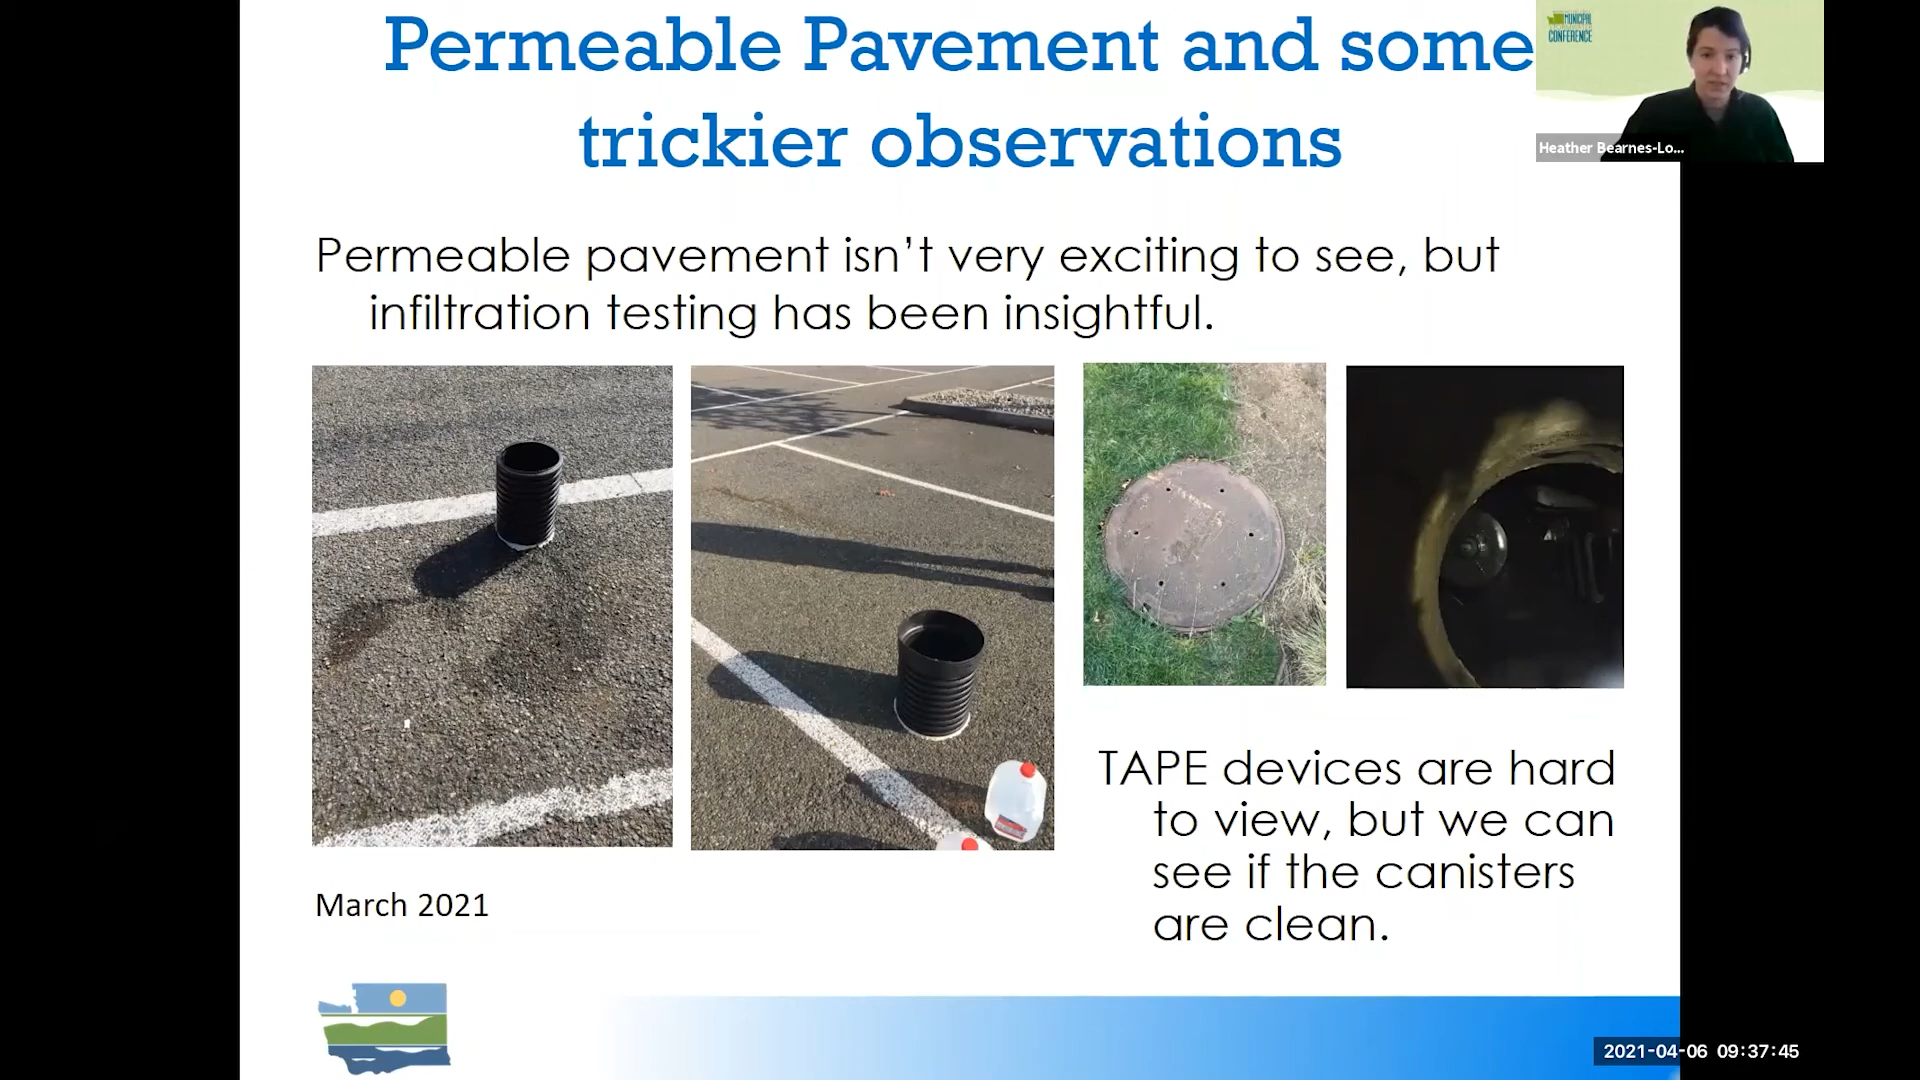 Permeable Pavement and some
trickier observations
MUNICIPAL
CONFERENCE
Heather Bearnes-Lo...
Permeable pavement isn’t very exciting to see, but
infiltration testing has been insightful.
TAPE devices are hard
to view, but we can
see if the canisters
are clean.
March 2021
2021-04-06 09:37:45